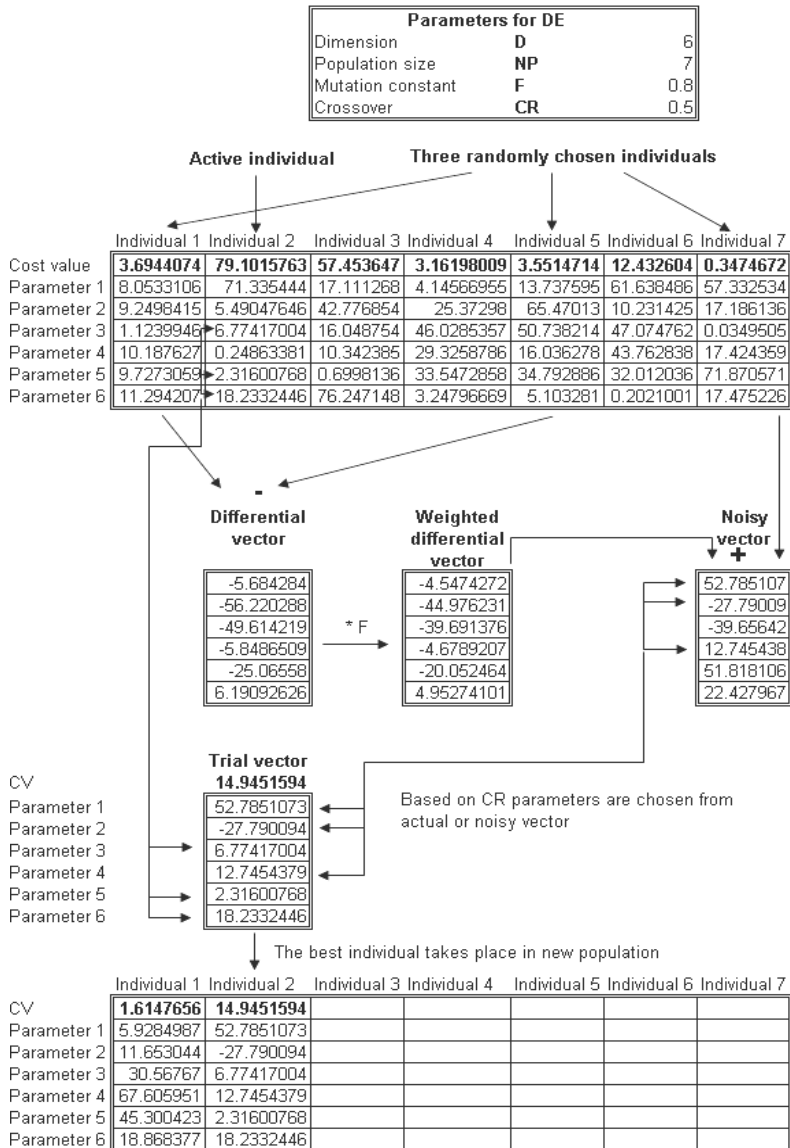 Parameters for DE
Dimension D 6
Population size NP 7
Mutation constant F 0.8
Crossover CR 0.5
Active individual Three randomly chosen individuals
Individual 1 Individual 2 Individual 3 Individual 4 Individual 5 Individual 6 Individual 7
Cost value 3.6944074 79.1015763 57.453647 3.16198009 3.5514714 12.432604 0.3474672
Parameter 1 8.0533106 71.335444 17.111268 4.14566955 13.737595 61.638486 57.332534
Parameter 2 9.2498415 5.49047646 42.776854 25.37298 65.47013 10.231425 17.186136
Parameter 3 1.1239946 6.77417004 16.048754 46.0285357 50.738214 47.074762 0.0349505
Parameter 4 10.187627 0.24863381 10.342385 29.3258786 16.036278 43.762838 17.424359
Parameter 5 9.7273059 2.31600768 0.6998136 33.5472858 34.792886 32.012036 71.870571
Parameter 6 11.294207 18.2332446 76.247148 3.24796669 5.103281 0.2021001 17.475226
-
Differential vector Weighted differential vector Noisy vector
+
-5.684284 -4.5474272 52.785107
-56.220288 -44.976231 -27.79009
-49.614219 * F -39.691376 -39.65642
-5.8486509 -4.6789207 12.745438
-25.06558 -20.052464 51.818106
6.19092626 4.95274101 22.427967
Trial vector
CV 14.9451594
Parameter 1 52.7851073
Parameter 2 -27.790094
Parameter 3 6.77417004
Parameter 4 12.7454379
Parameter 5 2.31600768
Parameter 6 18.2332446
Based on CR parameters are chosen from
actual or noisy vector
The best individual takes place in new population
Individual 1 Individual 2 Individual 3 Individual 4 Individual 5 Individual 6 Individual 7
CV 1.6147656 14.9451594
Parameter 1 5.9284987 52.7851073
Parameter 2 11.653044 -27.790094
Parameter 3 30.56767 6.77417004
Parameter 4 67.605951 12.7454379
Parameter 5 45.300423 2.31600768
Parameter 6 18.868377 18.2332446